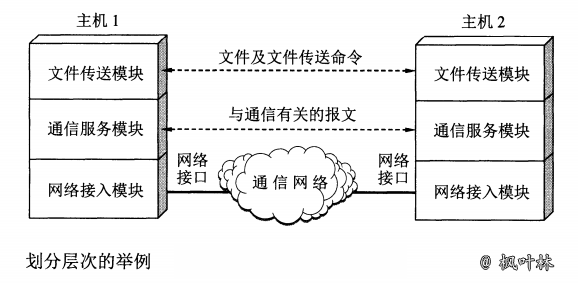 主机 1
主机 2
文件传送模块
文件及文件传送命令
文件传送模块
通信服务模块
与通信有关的报文
通信服务模块
网络接入模块
网络
接口
通信网络
网络
接口
网络接入模块
划分层次的举例
@ 枫叶林